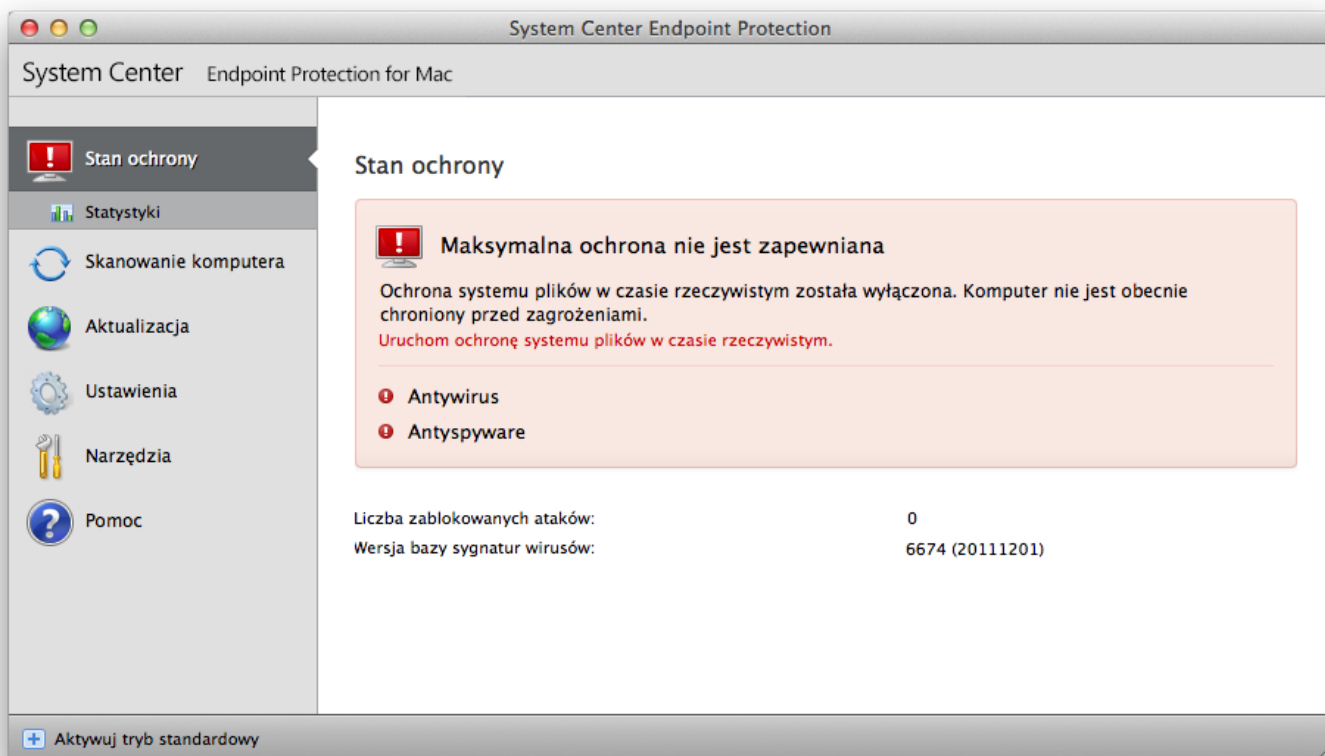 System Center Endpoint Protection
System Center Endpoint Protection for Mac
Stan ochrony
Statystyki
Skanowanie komputera
Aktualizacja
Ustawienia
Narzędzia
Pomoc
Stan ochrony
Maksymalna ochrona nie jest zapewniana
Ochrona systemu plików w czasie rzeczywistym została wyłączona. Komputer nie jest obecnie
chroniony przed zagrożeniami.
Uruchom ochronę systemu plików w czasie rzeczywistym.
Antywirus
Antyspyware
Liczba zablokowanych ataków: 0
Wersja bazy sygnatur wirusów: 6674 (20111201)
Aktywuj tryb standardowy